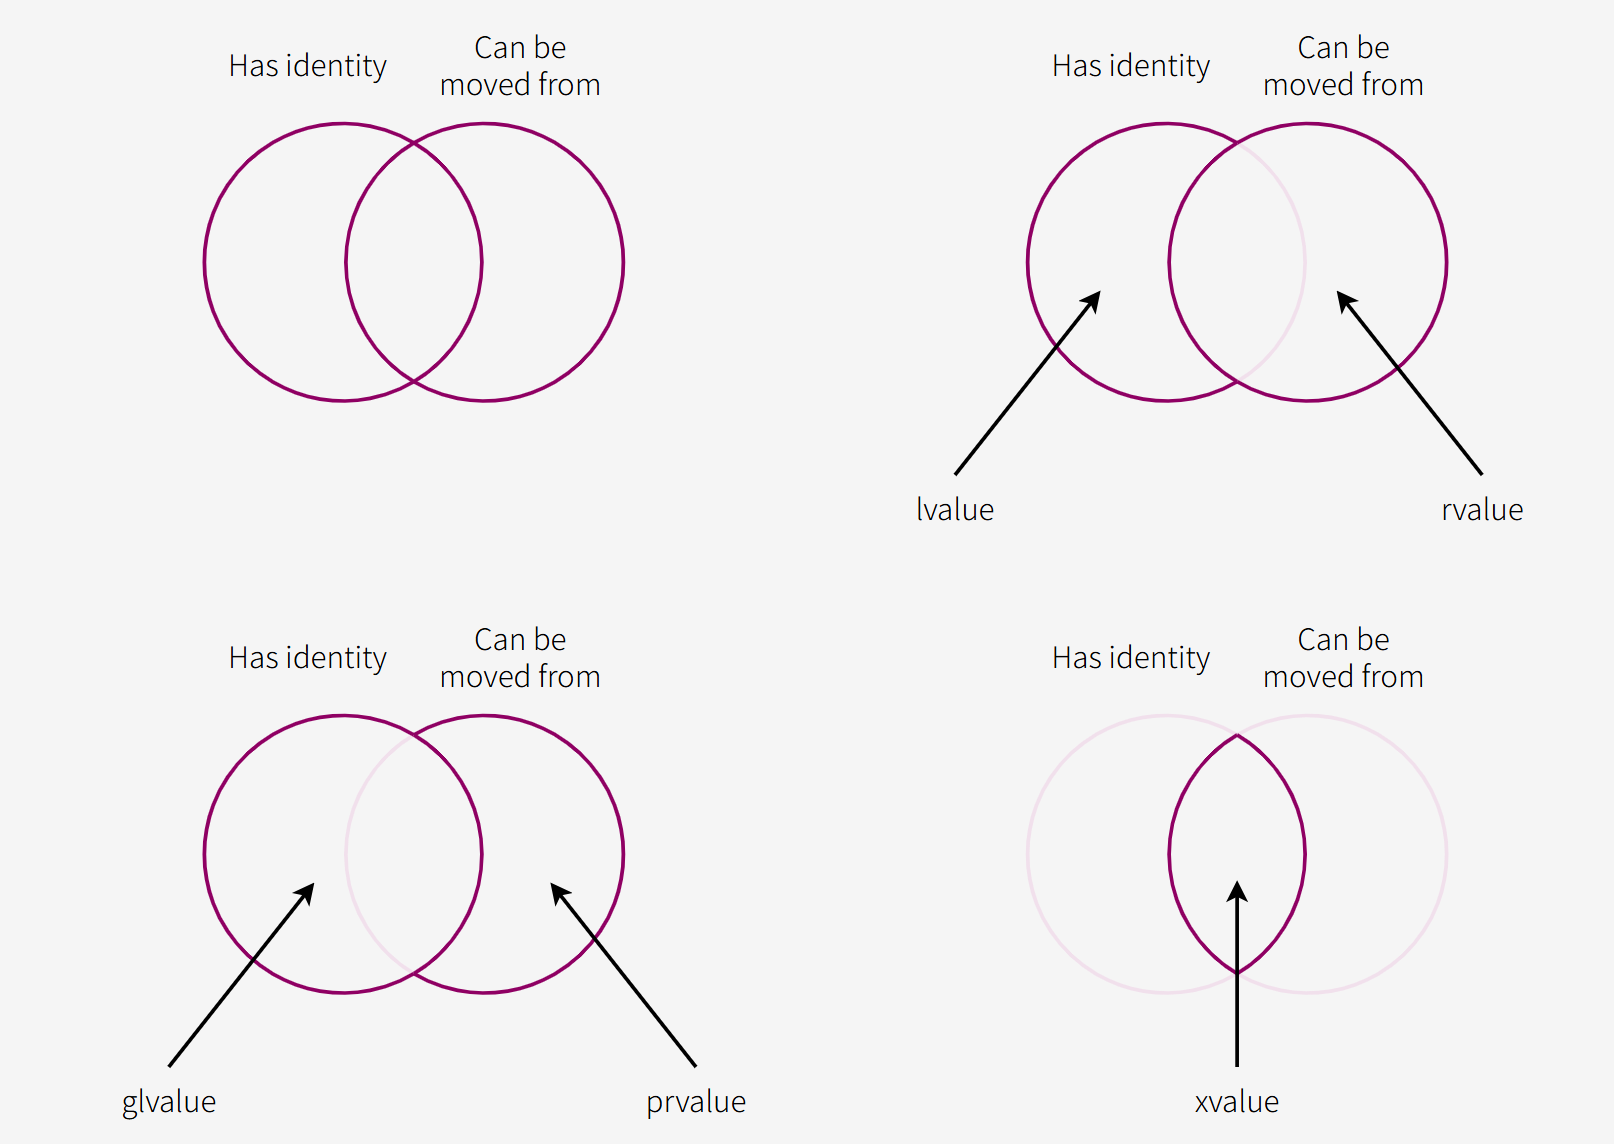 Has identity
Can be
moved from
Has identity
Can be
moved from
lvalue
rvalue
Has identity
Can be
moved from
glvalue
prvalue
Has identity
Can be
moved from
xvalue